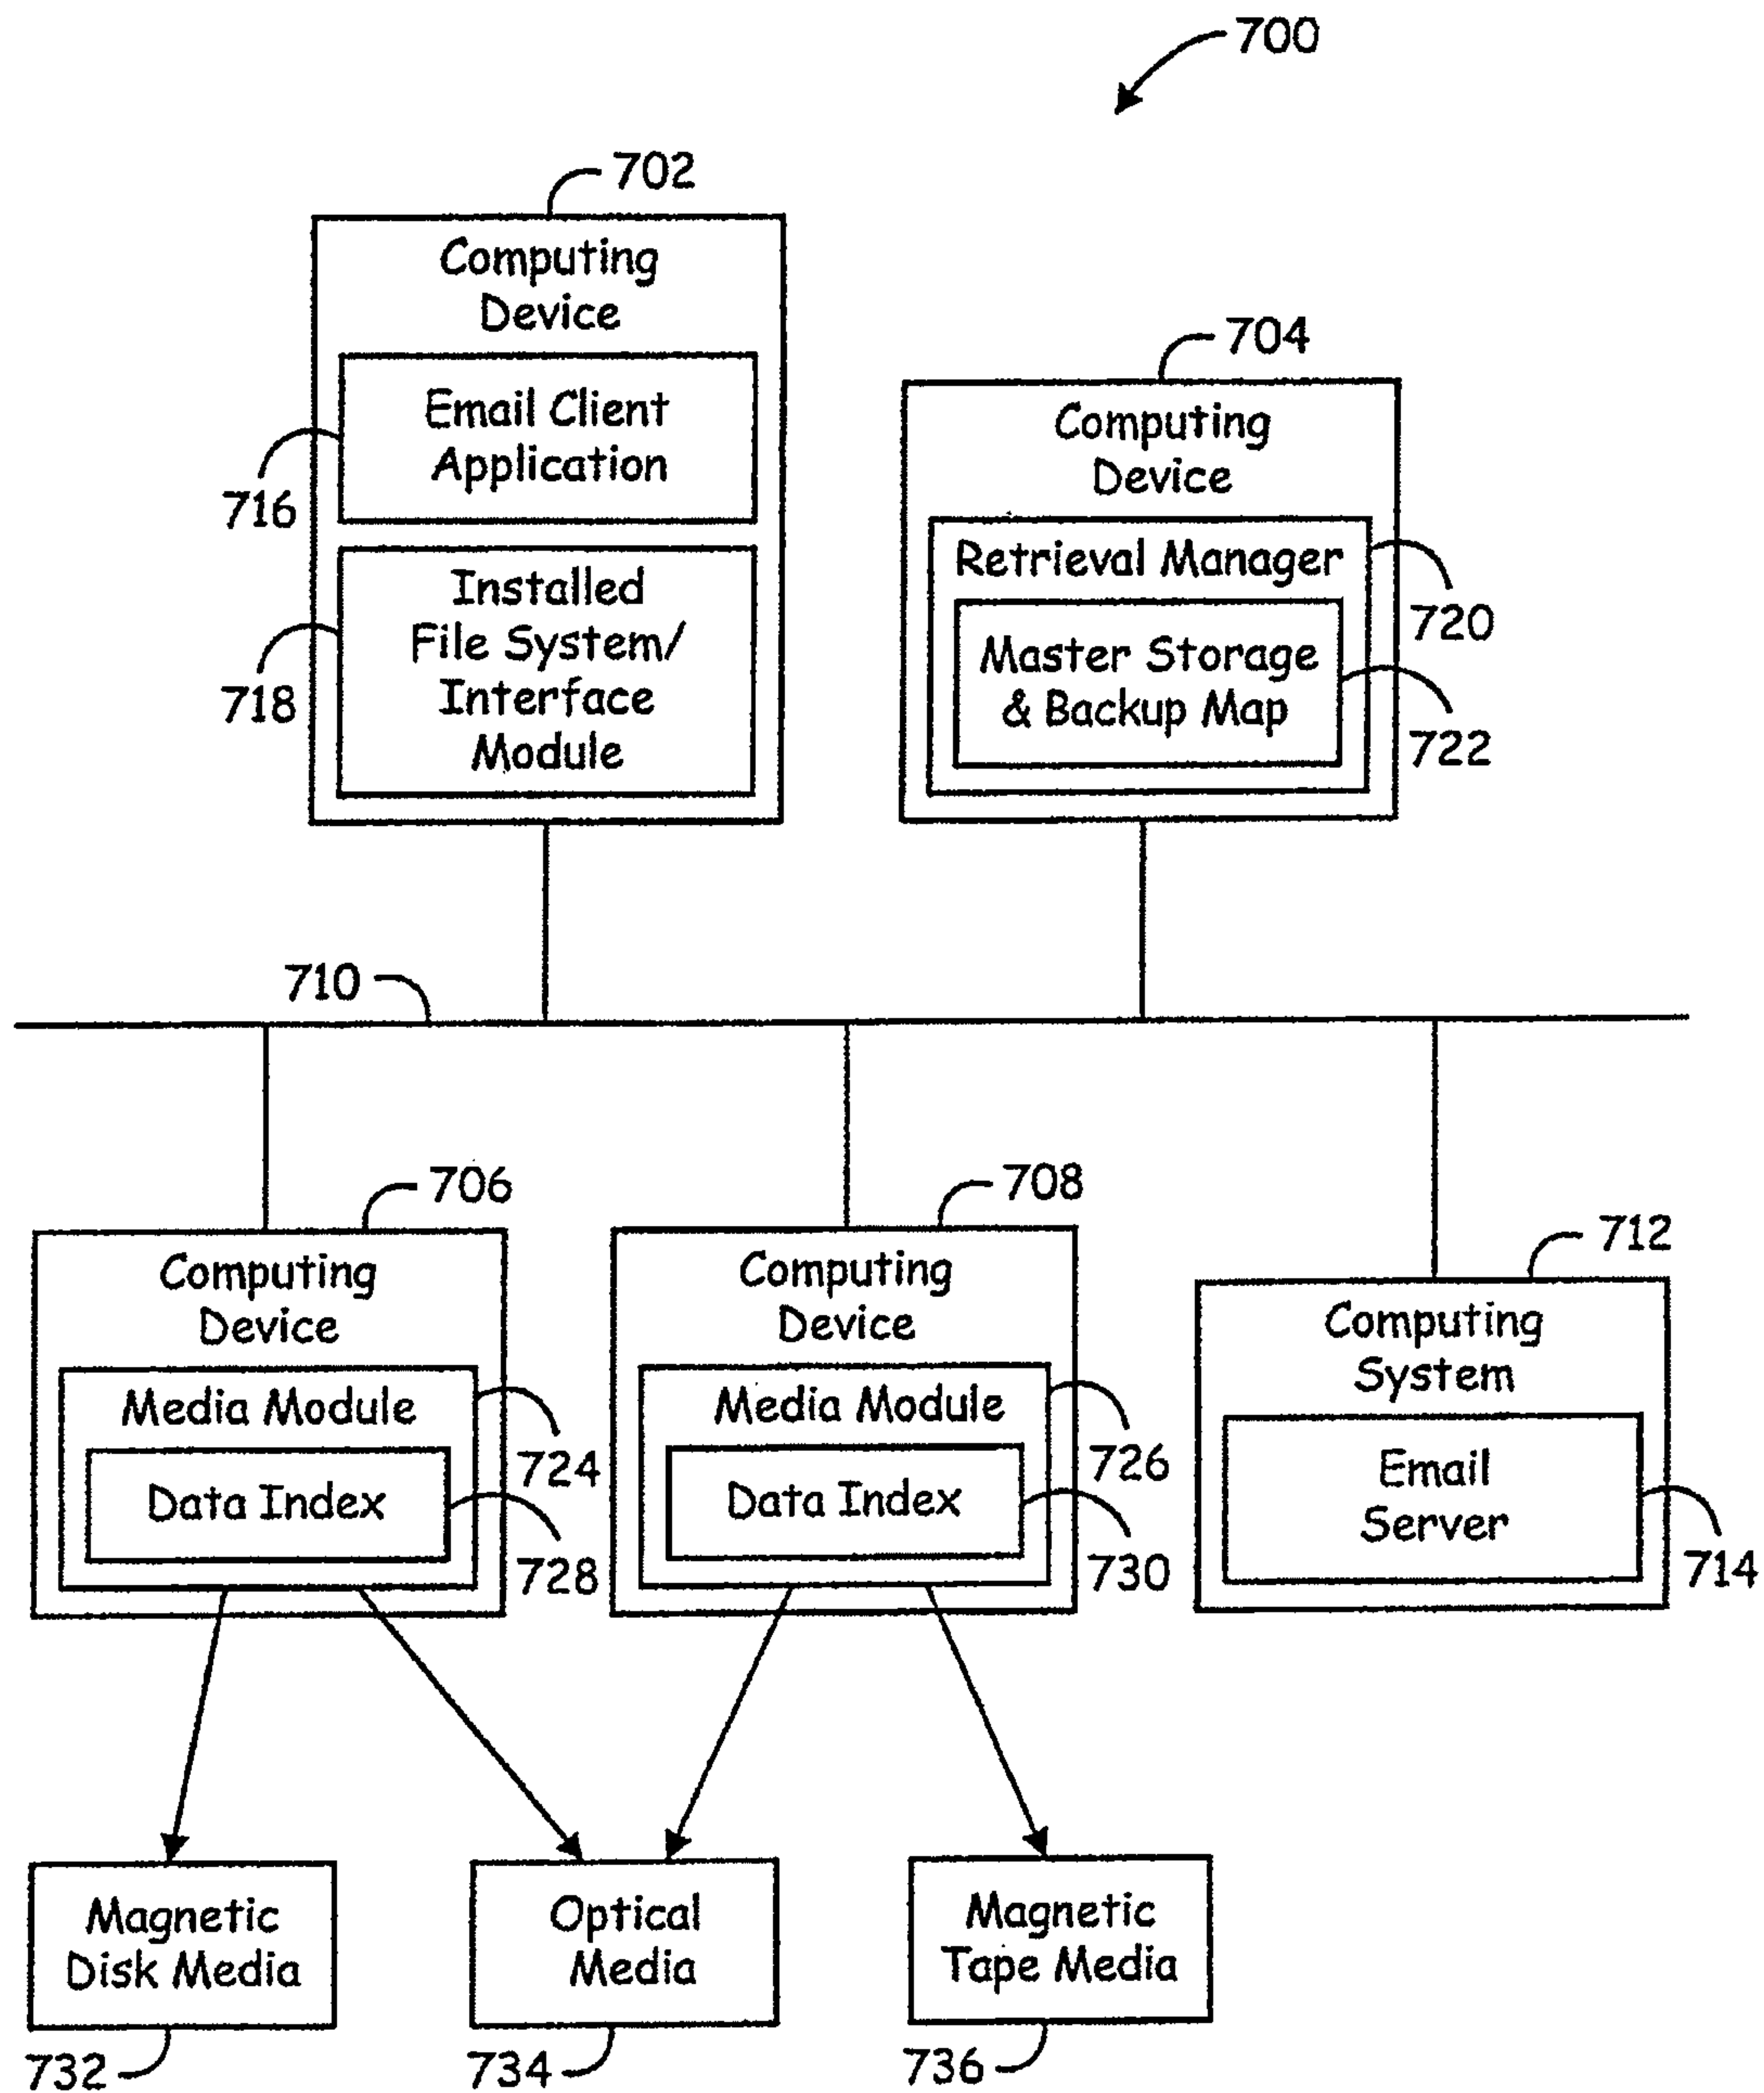 700
702
Computing
Device
Email Client
Application
716
Installed
File System/
Interface
Module
718
704
Computing
Device
Retrieval Manager
720
Master Storage
& Backup Map
722
710
706
Computing
Device
Media Module
724
Data Index
728
708
Computing
Device
Media Module
726
Data Index
730
712
Computing
System
Email
Server
714
Magnetic
Disk Media
732
Optical
Media
734
Magnetic
Tape Media
736